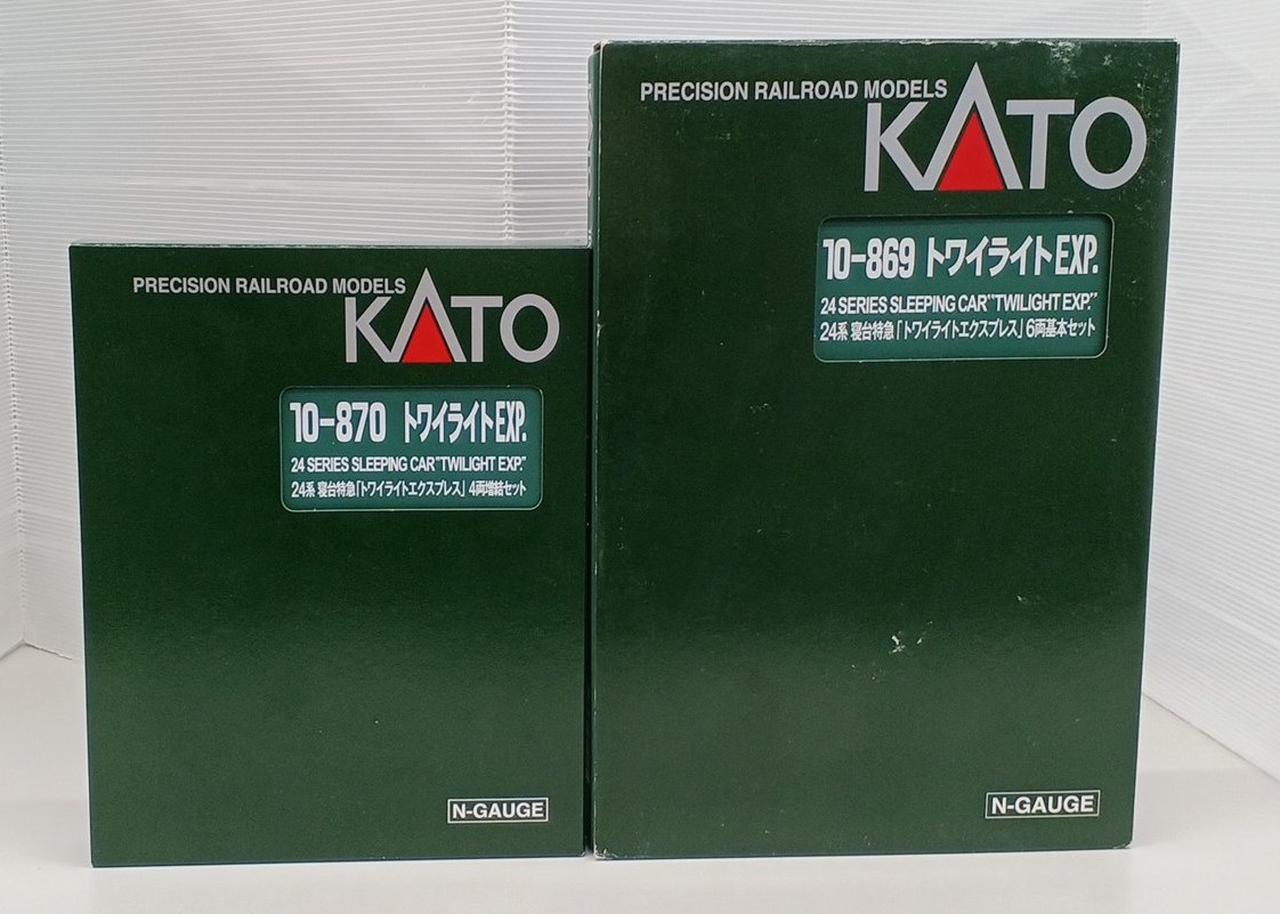 PRECISION RAILROAD MODELS
KATO
10-870 トワイライトEXP.
24 SERIES SLEEPING CAR"TWILIGHT EXP."
24系 寝台特急「トワイライトエクスプレス」 4両増結セット
N-GAUGE
PRECISION RAILROAD MODELS
KATO
10-869 トワイライトEXP.
24 SERIES SLEEPING CAR"TWILIGHT EXP."
24系 寝台特急「トワイライトエクスプレス」 6両基本セット
N-GAUGE